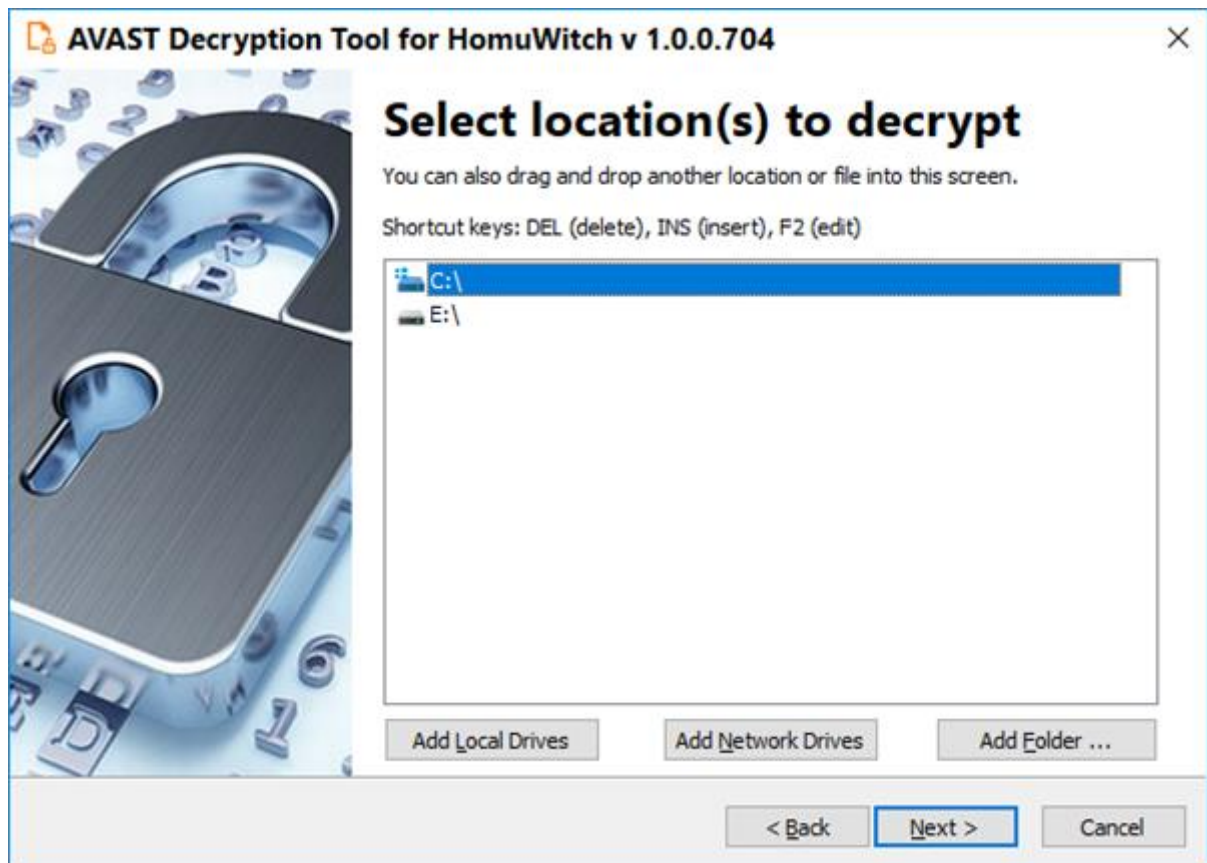 AVAST Decryption Tool for HomuWitch v 1.0.0.704
Select location(s) to decrypt
You can also drag and drop another location or file into this screen.
Shortcut keys: DEL (delete), INS (insert), F2 (edit)
C:\
E:\
Add Local Drives
Add Network Drives
Add Folder ...
< Back
Next >
Cancel